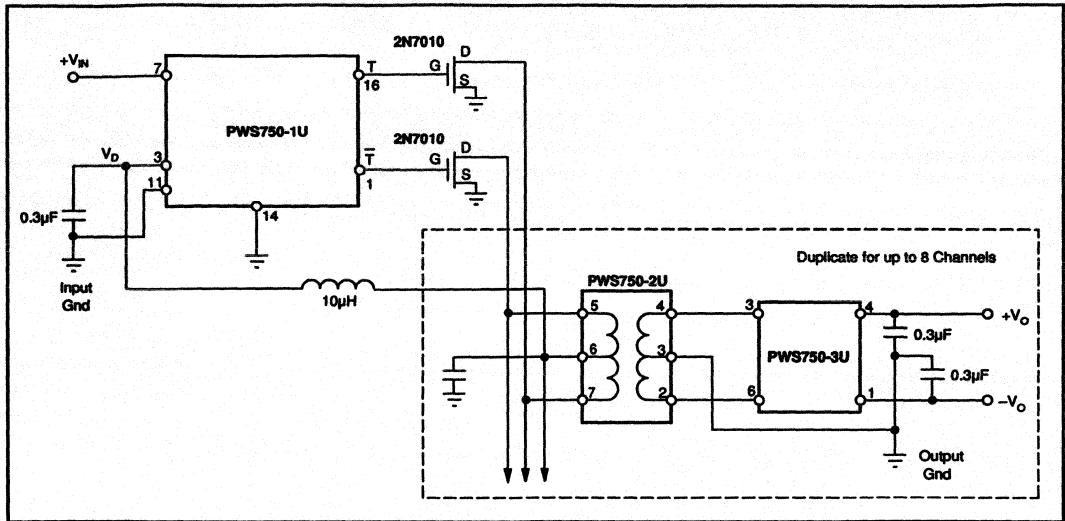 2N7010
+V_IN
7
T
16
G
D
S
PWS750-1U
2N7010
V_D
3
11
T̅
1
G
D
S
14
0.3µF
Input
Gnd
10µH
Duplicate for up to 8 Channels
PWS750-2U
5
4
3
4
+V_O
0.3µF
6
3
PWS750-3U
0.3µF
7
2
6
1
–V_O
Output
Gnd